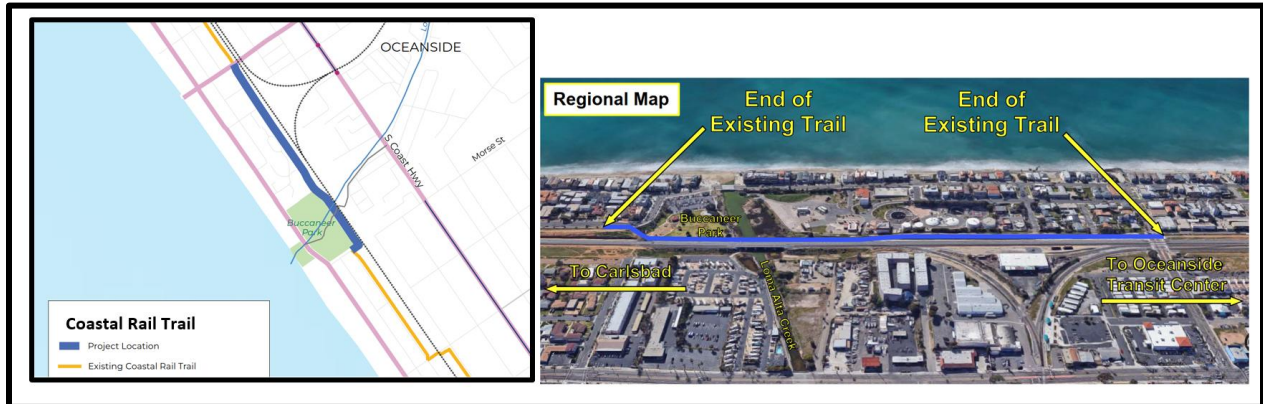 OCEANSIDE
S Coast Hwy
Morse St
Buccaneer
Park
Coastal Rail Trail
Project Location
Existing Coastal Rail Trail
Regional Map
End of
Existing Trail
End of
Existing Trail
Buccaneer
Park
To Carlsbad
Loma Alta Creek
To Oceanside
Transit Center